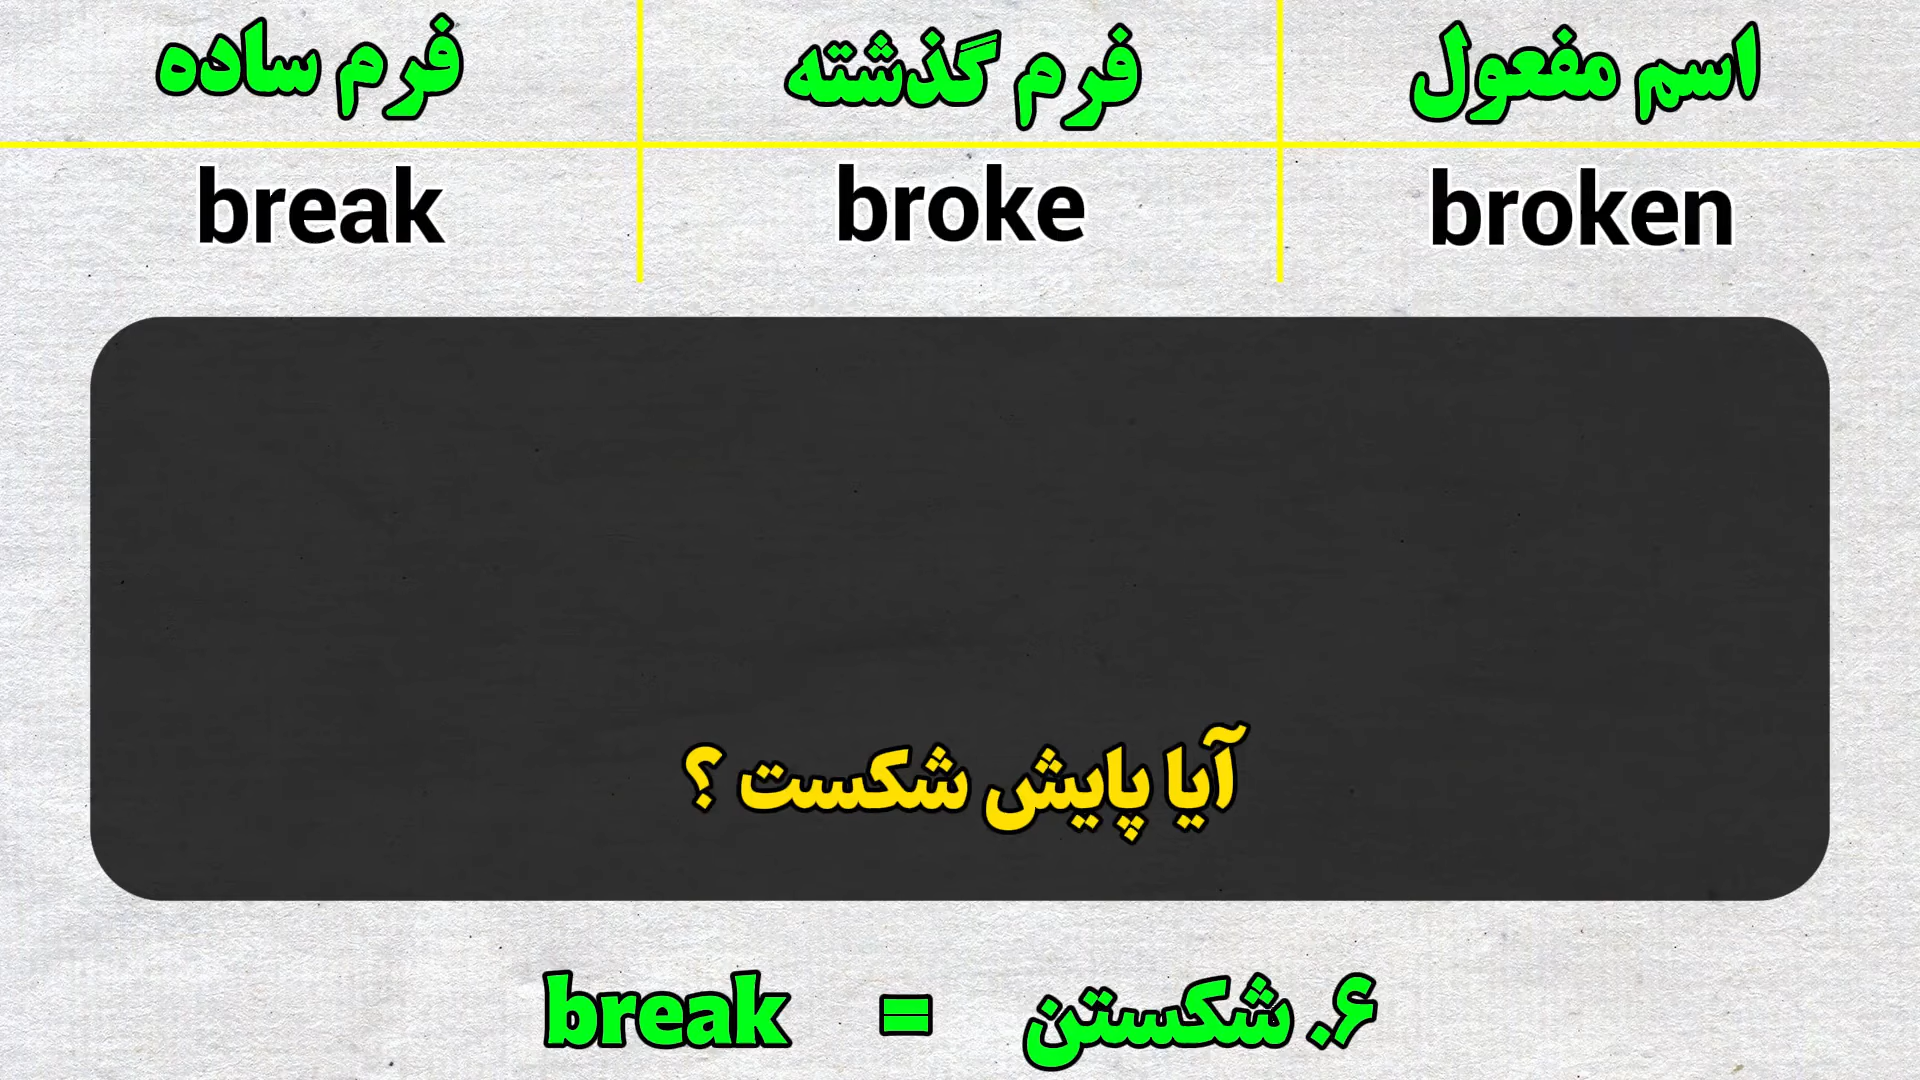 فرم ساده
فرم گذشته
اسم مفعول
break
broke
broken
آیا پایش شکست ؟
۶. شکستن = break